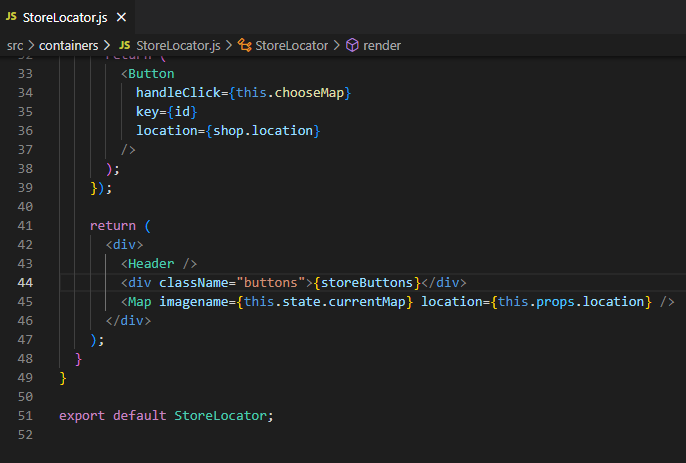 JS StoreLocator.js ×
src > containers > JS StoreLocator.js > StoreLocator > render
32 return (
33 <Button
34 handleClick={this.chooseMap}
35 key={id}
36 location={shop.location}
37 />
38 );
39 });
40
41 return (
42 <div>
43 <Header />
44 <div className="buttons">{storeButtons}</div>
45 <Map imagename={this.state.currentMap} location={this.props.location} />
46 </div>
47 );
48 }
49 }
50
51 export default StoreLocator;
52